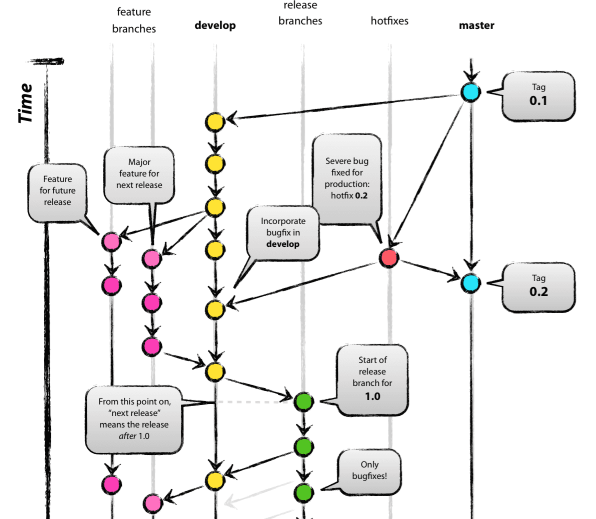 feature
branches
develop
release
branches
hotfixes
master
Time
Tag
0.1
Major
feature for
next release
Severe bug
fixed for
production:
hotfix 0.2
Feature
for future
release
Incorporate
bugfix in
develop
Tag
0.2
Start of
release
branch for
1.0
From this point on,
“next release”
means the release
after 1.0
Only
bugfixes!